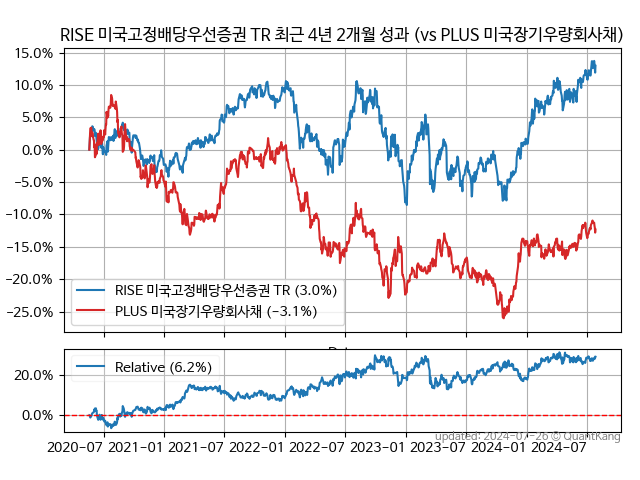 RISE 미국고정배당우선증권 TR 최근 4년 2개월 성과 (vs PLUS 미국장기우량회사채)
15.0%
10.0%
5.0%
0.0%
−5.0%
−10.0%
−15.0%
−20.0%
−25.0%
RISE 미국고정배당우선증권 TR (3.0%)
PLUS 미국장기우량회사채 (−3.1%)
20.0%
0.0%
Relative (6.2%)
2020-07 2021-01 2021-07 2022-01 2022-07 2023-01 2023-07 2024-01 2024-07
updated: 2024-07-26 © QuantKang